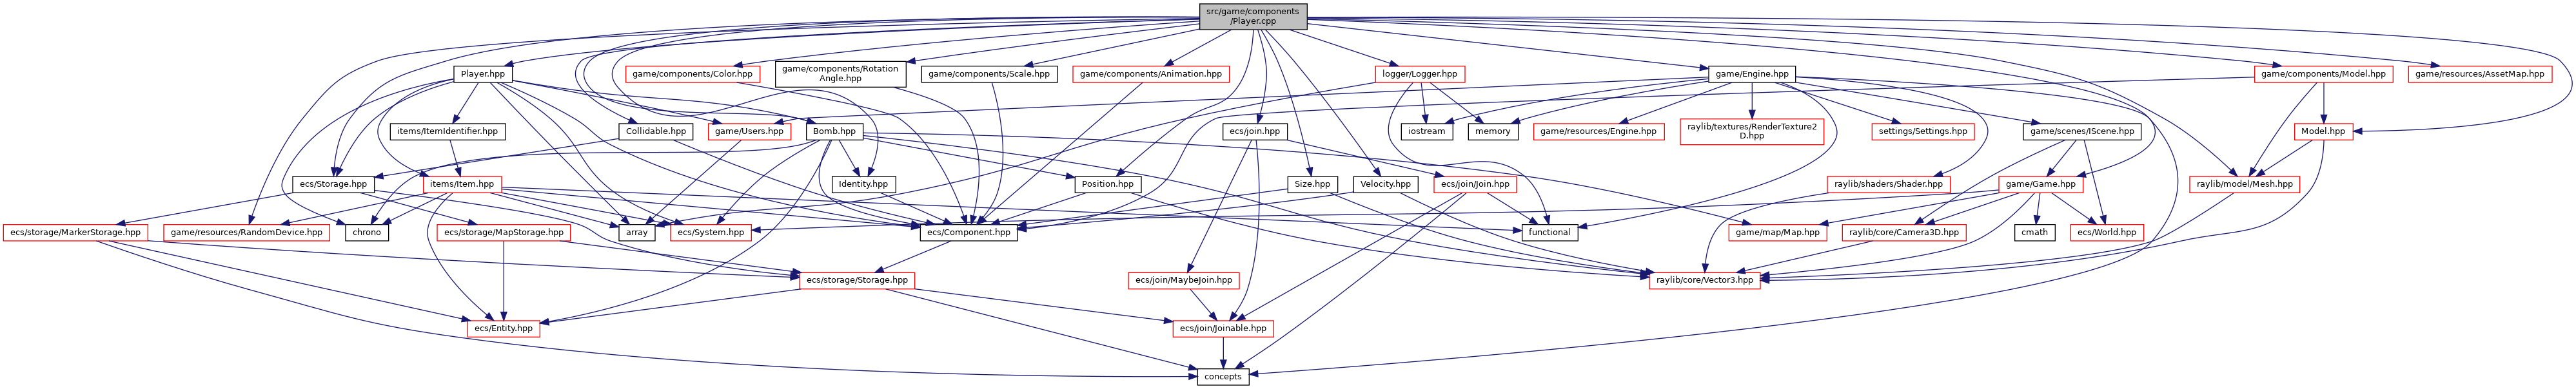 src/game/components
/Player.cpp
Player.hpp
game/components/Color.hpp
game/components/Rotation
Angle.hpp
game/components/Scale.hpp
game/components/Animation.hpp
logger/Logger.hpp
game/Engine.hpp
game/components/Model.hpp
game/resources/AssetMap.hpp
items/ItemIdentifier.hpp
Collidable.hpp
game/Users.hpp
Bomb.hpp
ecs/join.hpp
iostream
memory
game/resources/Engine.hpp
raylib/textures/RenderTexture2
D.hpp
settings/Settings.hpp
game/scenes/IScene.hpp
Model.hpp
ecs/Storage.hpp
items/Item.hpp
Identity.hpp
Position.hpp
Size.hpp
Velocity.hpp
ecs/join/Join.hpp
raylib/shaders/Shader.hpp
game/Game.hpp
raylib/model/Mesh.hpp
ecs/storage/MarkerStorage.hpp
game/resources/RandomDevice.hpp
chrono
ecs/storage/MapStorage.hpp
array
ecs/System.hpp
ecs/Component.hpp
functional
game/map/Map.hpp
raylib/core/Camera3D.hpp
cmath
ecs/World.hpp
ecs/storage/Storage.hpp
ecs/join/MaybeJoin.hpp
raylib/core/Vector3.hpp
ecs/Entity.hpp
ecs/join/Joinable.hpp
concepts